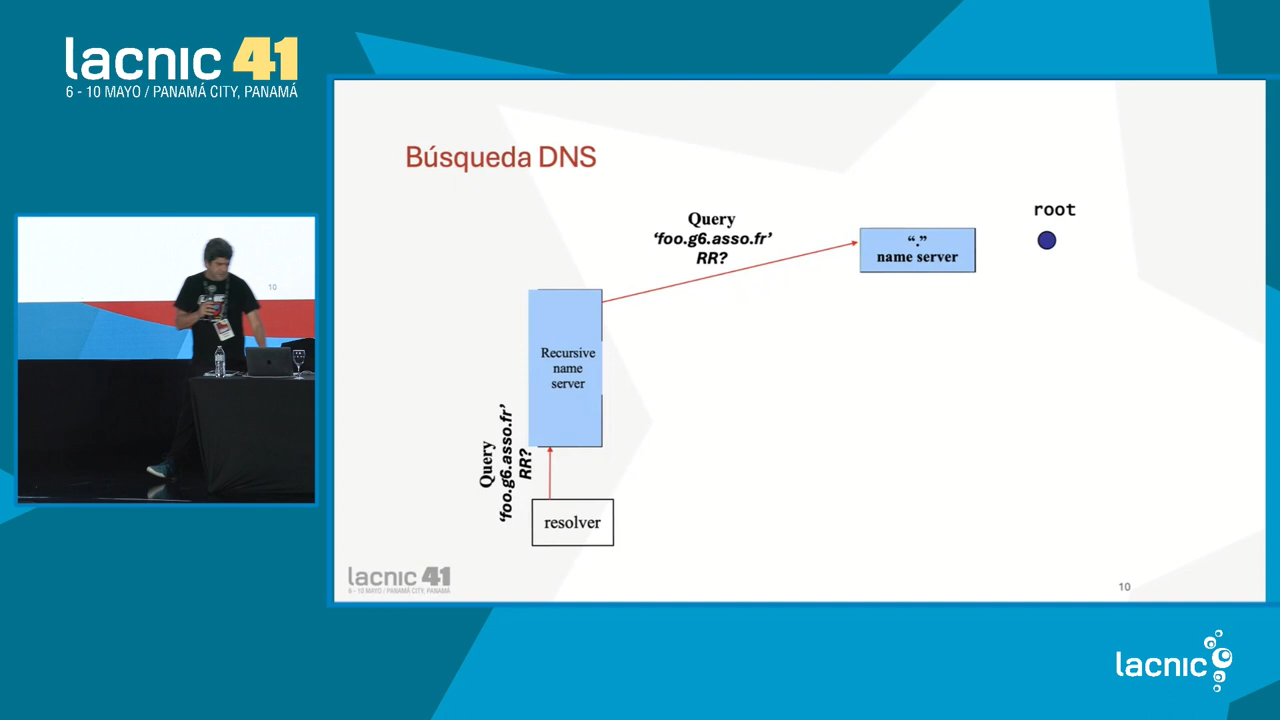 lacnic 41
6 - 10 MAYO / PANAMÁ CITY, PANAMÁ
Búsqueda DNS
Query
‘foo.g6.asso.fr’
RR?
“.”
name server
root
Recursive
name
server
Query
‘foo.g6.asso.fr’
RR?
resolver
lacnic 41
6 - 10 MAYO / PANAMÁ CITY, PANAMÁ
10
10
lacnic